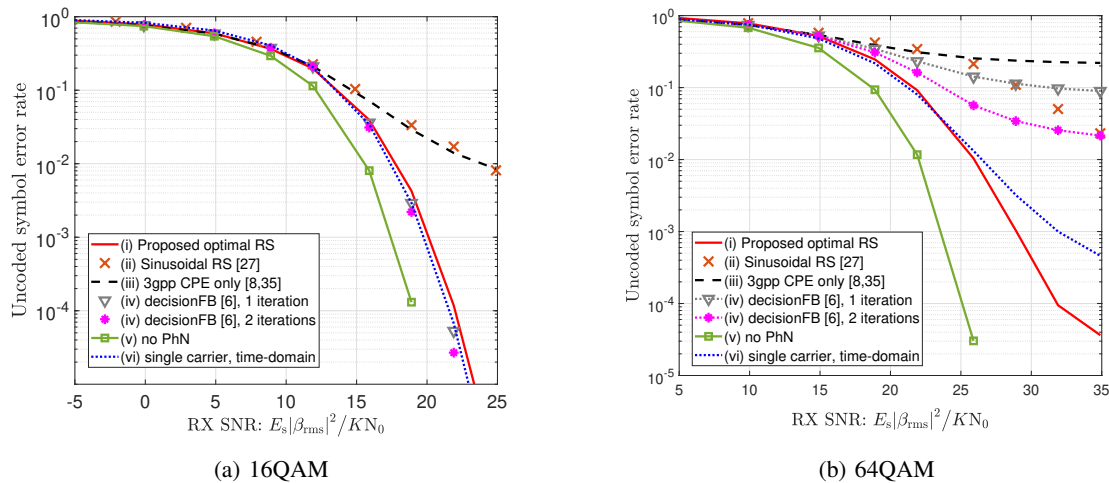 Uncoded symbol error rate
10^0
10^-1
10^-2
10^-3
10^-4
(i) Proposed optimal RS
(ii) Sinusoidal RS [27]
(iii) 3gpp CPE only [8,35]
(iv) decisionFB [6], 1 iteration
(iv) decisionFB [6], 2 iterations
(v) no PhN
(vi) single carrier, time-domain
-5 0 5 10 15 20 25
RX SNR: E_s|β_rms|^2/KN_0
(a) 16QAM
Uncoded symbol error rate
10^0
10^-1
10^-2
10^-3
10^-4
10^-5
(i) Proposed optimal RS
(ii) Sinusoidal RS [27]
(iii) 3gpp CPE only [8,35]
(iv) decisionFB [6], 1 iteration
(iv) decisionFB [6], 2 iterations
(v) no PhN
(vi) single carrier, time-domain
5 10 15 20 25 30 35
RX SNR: E_s|β_rms|^2/KN_0
(b) 64QAM